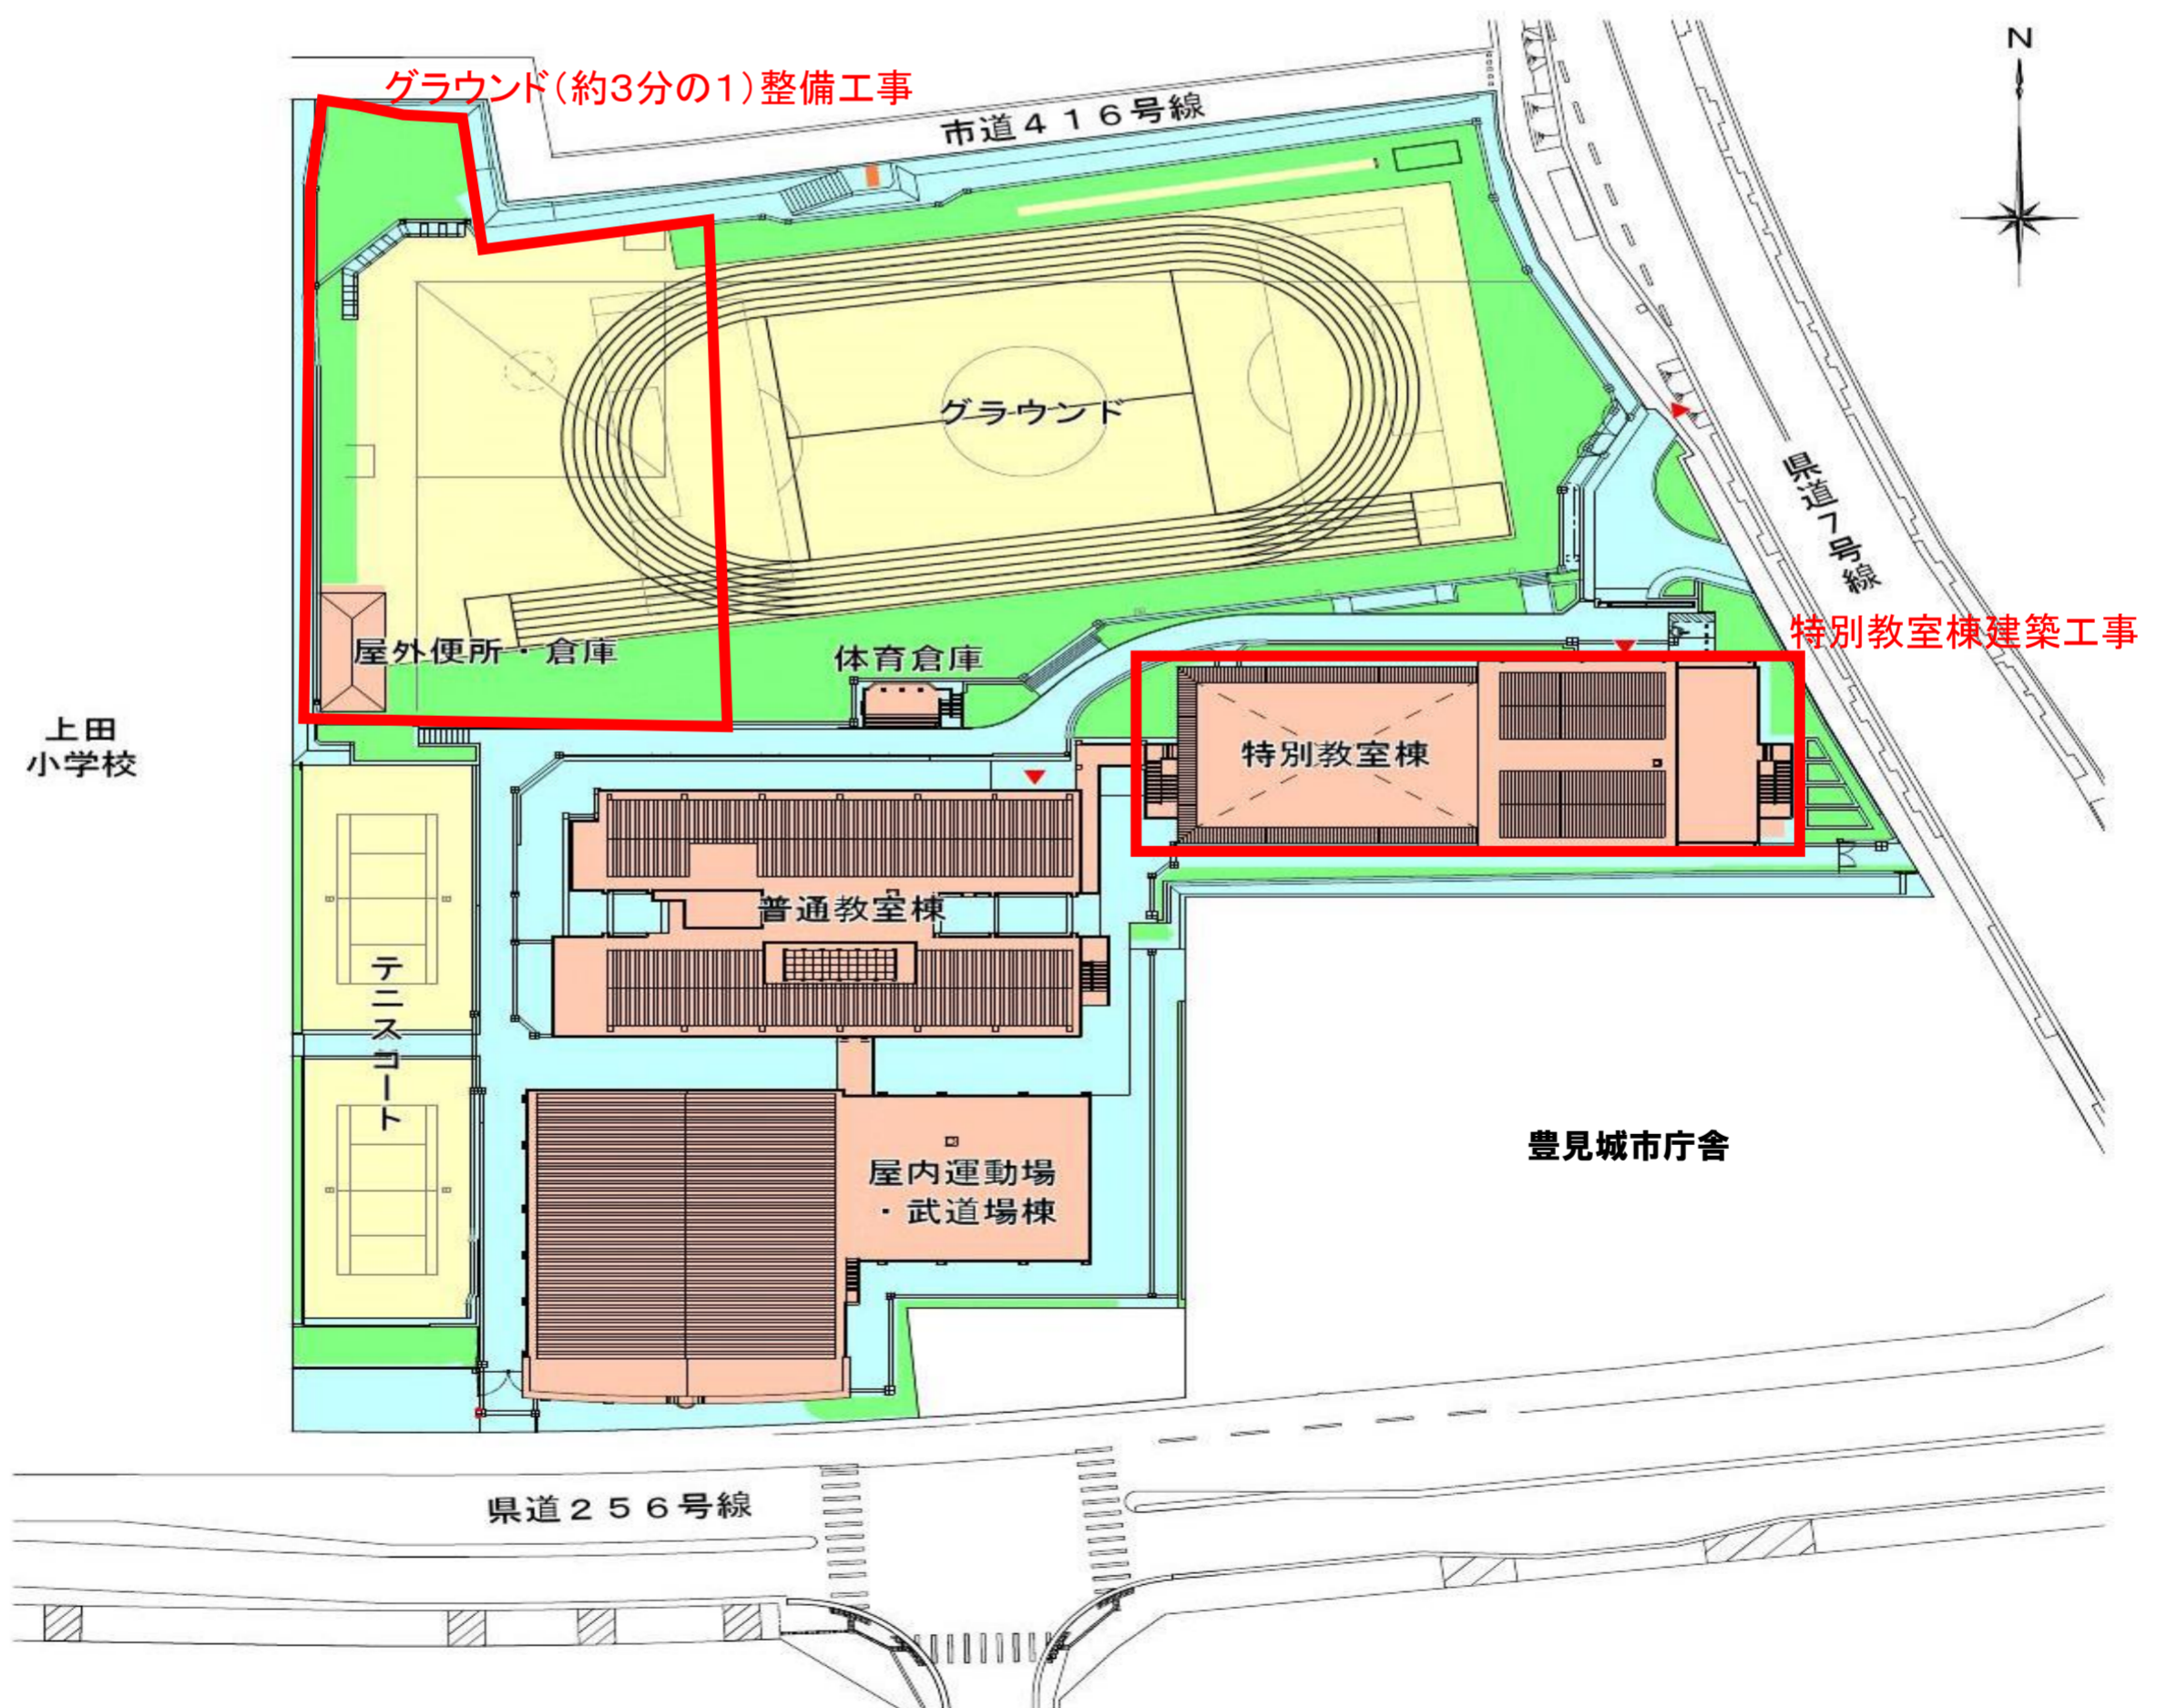 N
グラウンド（約３分の１）整備工事
市道４１６号線
グラウンド
県道７号線
特別教室棟建築工事
屋外便所・倉庫
体育倉庫
上田
小学校
特別教室棟
普通教室棟
テニスコート
豊見城市庁舎
屋内運動場
・武道場棟
県道２５６号線